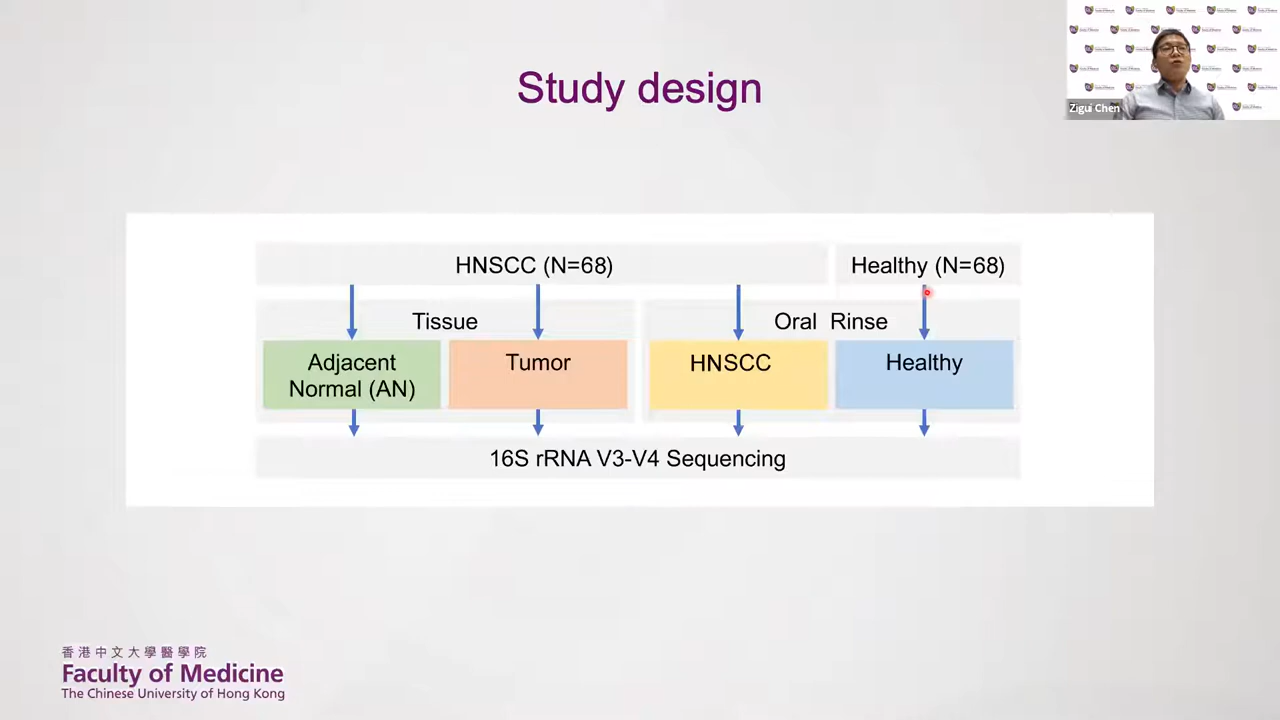 Study design
Zigui Chen
HNSCC (N=68)
Healthy (N=68)
Tissue
Oral Rinse
Adjacent
Normal (AN)
Tumor
HNSCC
Healthy
16S rRNA V3-V4 Sequencing
香港中文大學醫學院
Faculty of Medicine
The Chinese University of Hong Kong